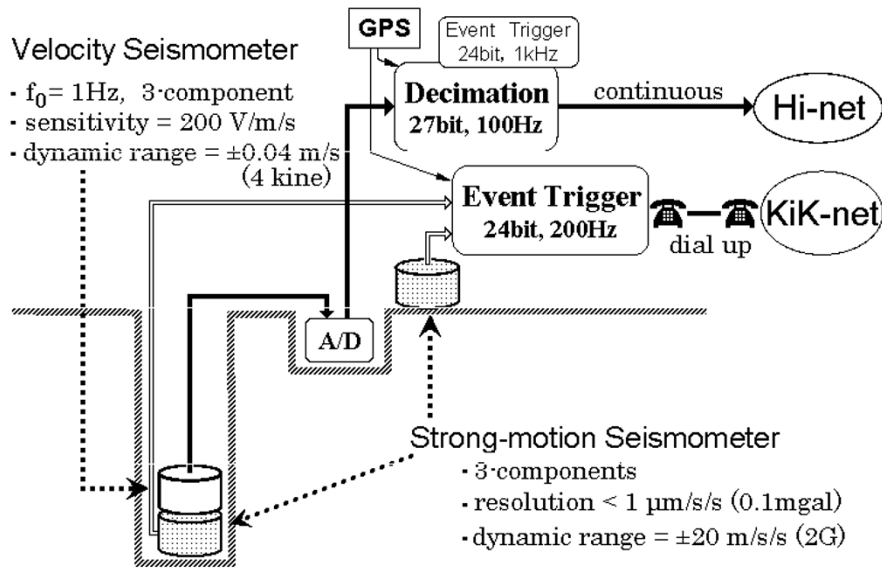 Velocity Seismometer
· f₀= 1Hz, 3-component
· sensitivity = 200 V/m/s
· dynamic range = ±0.04 m/s
(4 kine)
GPS
Event Trigger
24bit, 1kHz
Decimation
27bit, 100Hz
continuous
Hi-net
Event Trigger
24bit, 200Hz
dial up
KiK-net
A/D
Strong-motion Seismometer
· 3-components
· resolution < 1 μm/s/s (0.1mgal)
· dynamic range = ±20 m/s/s (2G)